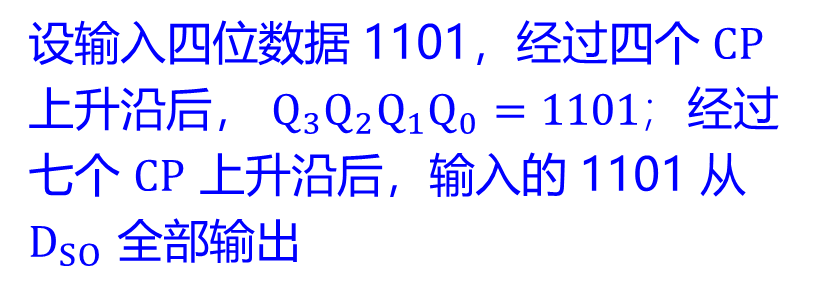 设输入四位数据 1101，经过四个 CP
上升沿后， Q₃Q₂Q₁Q₀ = 1101；经过
七个 CP 上升沿后，输入的 1101 从
D_SO 全部输出